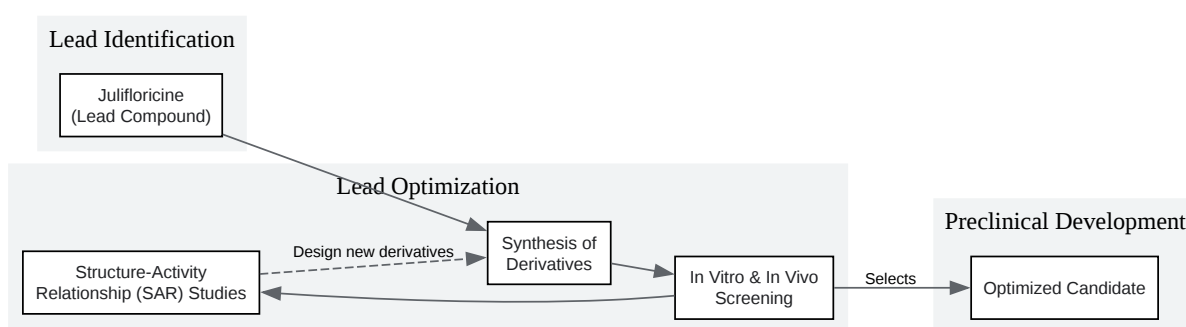 Lead Identification
Julifloricine
(Lead Compound)
Lead Optimization
Design new derivatives
Structure-Activity
Relationship (SAR) Studies
Synthesis of
Derivatives
In Vitro & In Vivo
Screening
Selects
Preclinical Development
Optimized Candidate